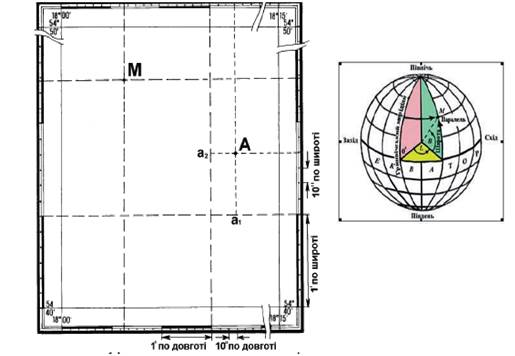 18°00'
18°15'
54°
50'
54°
50'
М
А
a₂
a₁
10" по широті
1' по широті
54
40'
18°00'
18°15'
54°
40'
1' по довготі
10" по довготі
Північ
М
Паралель
Захід
Схід
Е К В А Т О Р
Південь